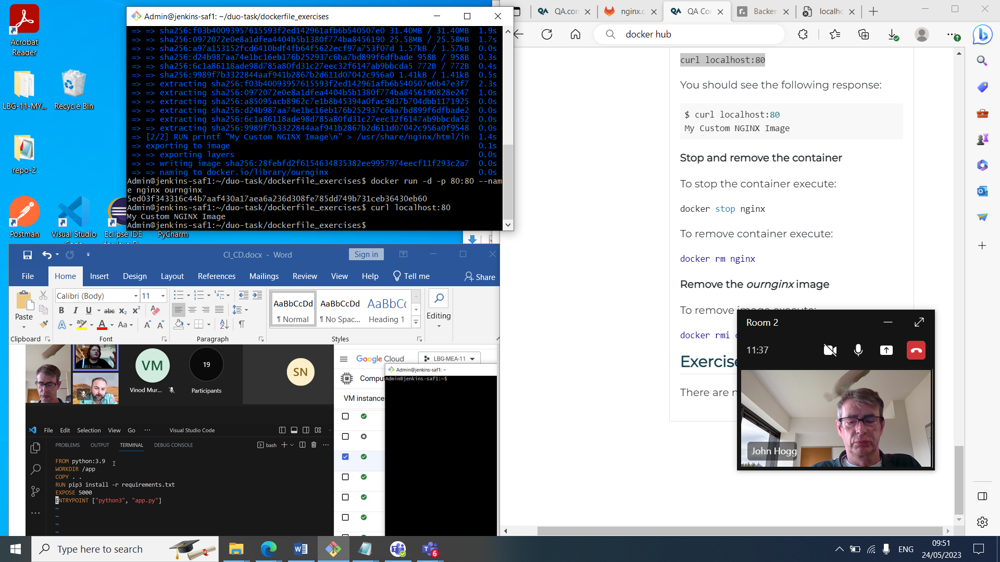 Acrobat
Reader
LBG-11-MY...
Recycle Bin
repo-2
Postman
Visual Studio
Eclipse IDE
PyCharm
Admin@jenkins-saf1: ~/duo-task/dockerfile_exercises
=> => sha256:f03b40093957615593f2ed142961afb6b540507e0 31.40MB / 31.40MB 1.9s
=> => sha256:0972072e0e8a1dfea4404b5b1380f774ba8456190 25.58MB / 25.58MB 1.7s
=> => sha256:a97a153152fcd6410bdf4fb64f5622ecf97a753f07d 1.57kB / 1.57kB 0.0s
=> => sha256:d24b987aa74e1bc16eb176b252937c6ba7bd899f6dfbade 958B / 958B 0.3s
=> => sha256:6c1a86118ade98d785a80fd31c27eec32f6147ab9bbcda5 772B / 772B 0.4s
=> => sha256:9989f7b3322844aaf941b2867b2d611d07042c956a0 1.41kB / 1.41kB 0.5s
=> => extracting sha256:f03b40093957615593f2ed142961afb6b540507e0b47e3f7 2.3s
=> => extracting sha256:0972072e0e8a1dfea4404b5b1380f774ba8456190828e247 1.0s
=> => extracting sha256:a85095acb8962c7e1b8b45394a0fac9d37b704dbb1171925 0.0s
=> => extracting sha256:d24b987aa74e1bc16eb176b252937c6ba7bd899f6dfbade2 0.0s
=> => extracting sha256:6c1a86118ade98d785a80fd31c27eec32f6147ab9bbcda52 0.0s
=> => extracting sha256:9989f7b3322844aaf941b2867b2d611d07042c956a0f9548 0.0s
=> [2/2] RUN printf "My Custom NGINX Image\n" > /usr/share/nginx/html/in 1.4s
=> exporting to image 0.1s
=> => exporting layers 0.0s
=> => writing image sha256:28febfd2f6154634835382ee9957974eecf11f293c2a7 0.0s
=> => naming to docker.io/library/ournginx 0.0s
Admin@jenkins-saf1:~/duo-task/dockerfile_exercises$ docker run -d -p 80:80 --nam
e nginx ournginx
5ed03f343316c44b7aaf430a17aea6a236d308fe785dd749b731ceb36430eb60
Admin@jenkins-saf1:~/duo-task/dockerfile_exercises$ curl localhost:80
My Custom NGINX Image
Admin@jenkins-saf1:~/duo-task/dockerfile_exercises$
QA.con
nginx.c
QA Cor
Backer
localhc
docker hub
curl localhost:80
You should see the following response:
$ curl localhost:80
My Custom NGINX Image
Stop and remove the container
To stop the container execute:
docker stop nginx
To remove container execute:
docker rm nginx
Remove the ournginx image
To remove image execute:
docker rmi
Exercise
There are
Room 2
11:37
John Hogg
CI_CD.docx - Word
Sign in
File Home Insert Design Layout References Mailings Review View Help Tell me Share
Calibri (Body) 11
Paste
B I U abc x₂ x²
A ab A Aa A A
AaBbCcDd AaBbCcDd AaBbCc
¶ Normal ¶ No Spac... Heading 1
Editing
Clipboard Font Paragraph Styles
VM
19
SN
Vinod Mur...
Participants
Google Cloud
LBG-MEA-11
Compu
VM instance
Admin@jenkins-saf1: ~
Admin@jenkins-saf1:~$
File Edit Selection View Go ··· Visual Studio Code
PROBLEMS OUTPUT TERMINAL DEBUG CONSOLE bash
FROM python:3.9
WORKDIR /app
COPY . .
RUN pip3 install -r requirements.txt
EXPOSE 5000
ENTRYPOINT ["python3", "app.py"]
~
~
~
~
Type here to search
6
ENG
09:51
24/05/2023